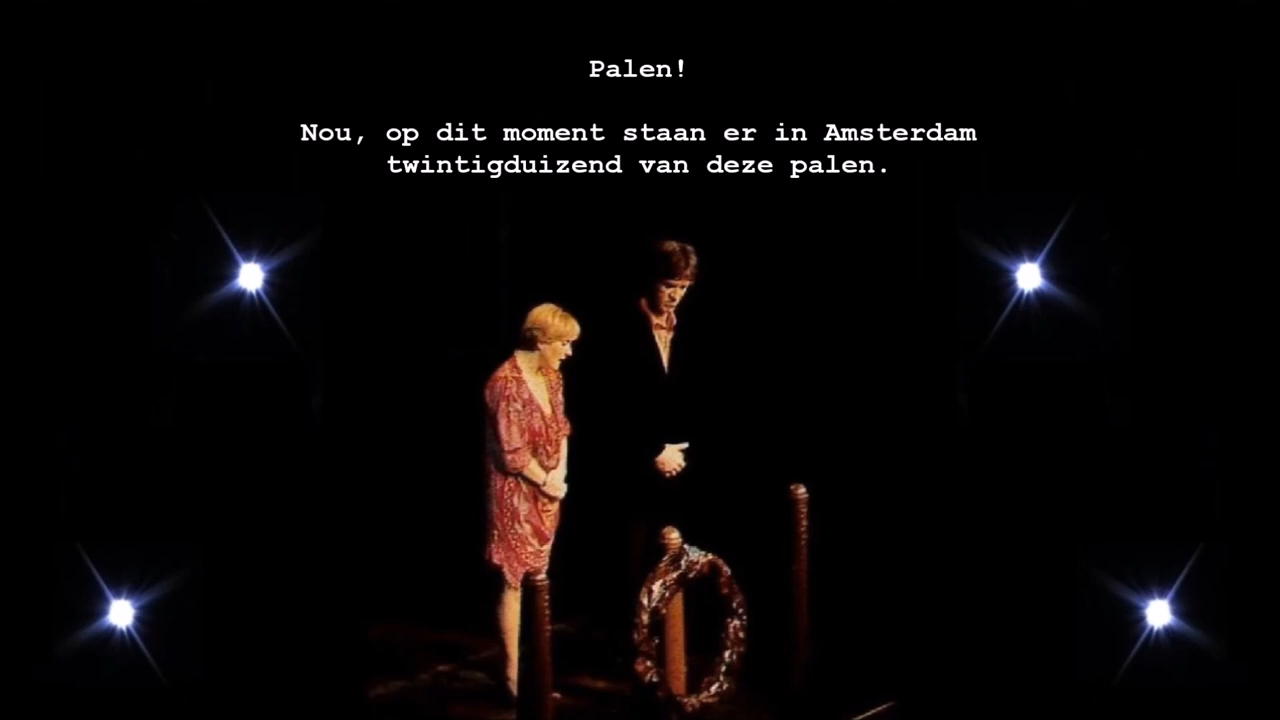 Palen!
Nou, op dit moment staan er in Amsterdam
twintigduizend van deze palen.